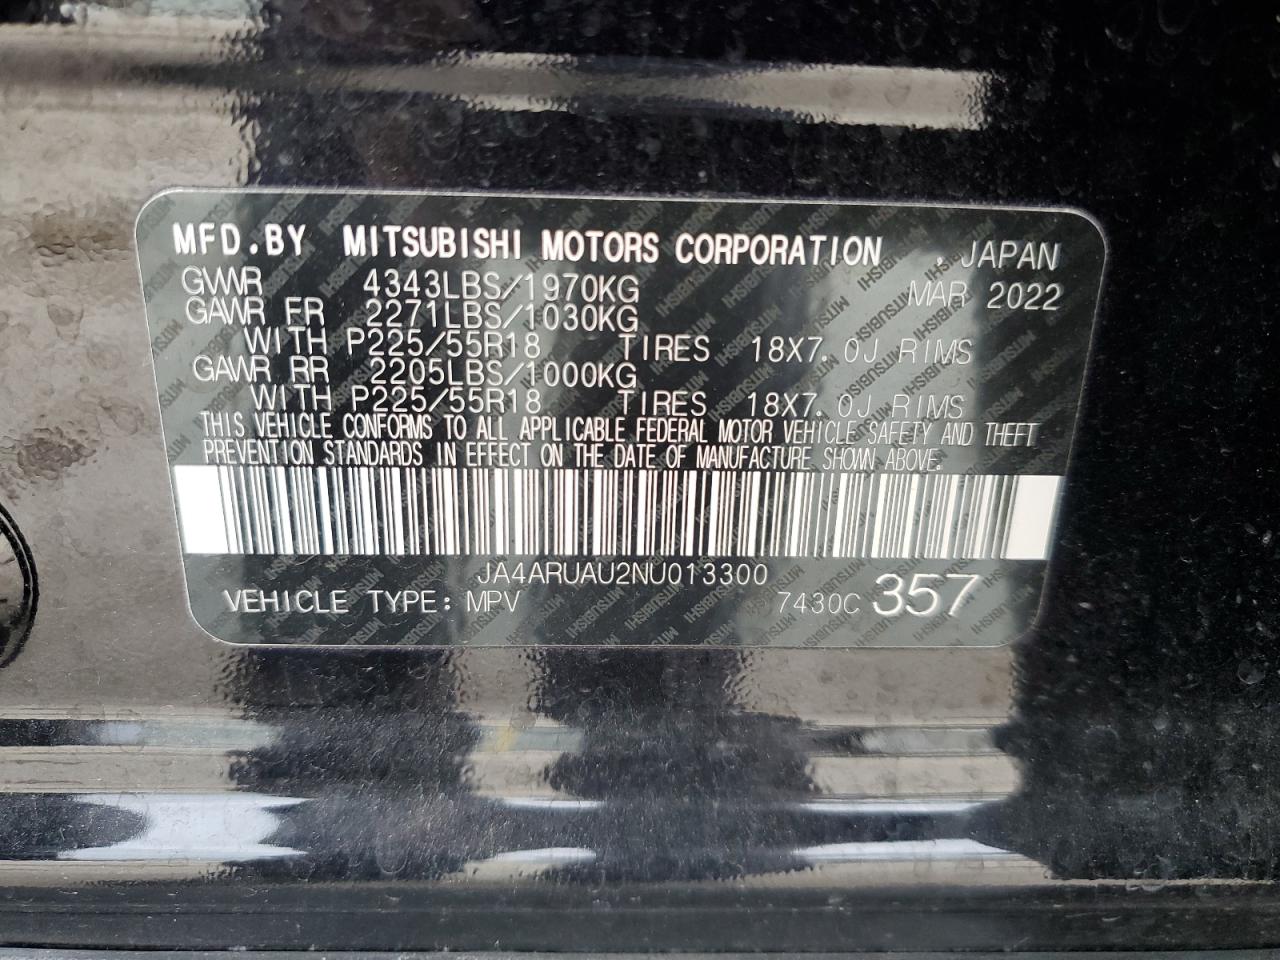 MFD.BY MITSUBISHI MOTORS CORPORATION , JAPAN
GVWR 4343LBS/1970KG MAR 2022
GAWR FR 2271LBS/1030KG
WITH P225/55R18 TIRES 18X7.0J RIMS
GAWR RR 2205LBS/1000KG
WITH P225/55R18 TIRES 18X7.0J RIMS
THIS VEHICLE CONFORMS TO ALL APPLICABLE FEDERAL MOTOR VEHICLE SAFETY AND THEFT
PREVENTION STANDARDS IN EFFECT ON THE DATE OF MANUFACTURE SHOWN ABOVE.
JA4ARUAU2NU013300
VEHICLE TYPE: MPV 7430C 357